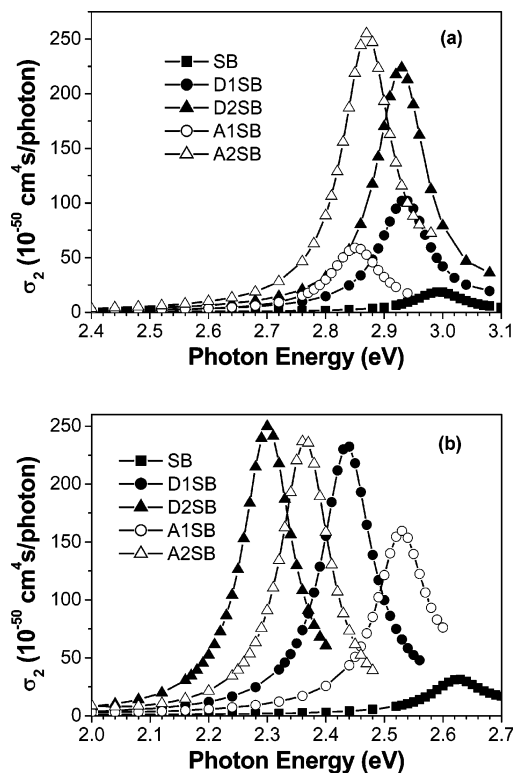 (a)
SB
D1SB
D2SB
A1SB
A2SB
250
200
150
100
50
0
σ2 (10-50 cm4s/photon)
2.4 2.5 2.6 2.7 2.8 2.9 3.0 3.1
Photon Energy (eV)
(b)
SB
D1SB
D2SB
A1SB
A2SB
250
200
150
100
50
0
σ2 (10-50 cm4s/photon)
2.0 2.1 2.2 2.3 2.4 2.5 2.6 2.7
Photon Energy (eV)